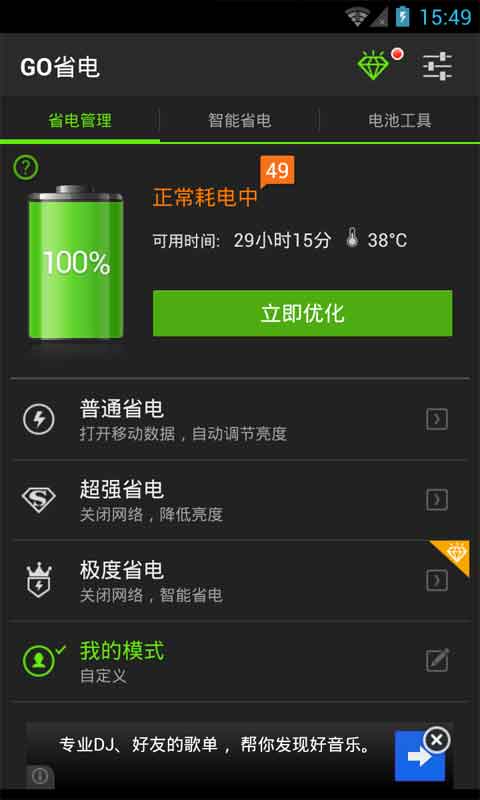 15:49
GO省电
省电管理
智能省电
电池工具
?
49
正常耗电中
100%
可用时间: 29小时15分 38°C
立即优化
普通省电
打开移动数据，自动调节亮度
超强省电
关闭网络，降低亮度
极度省电
关闭网络，智能省电
我的模式
自定义
专业DJ、好友的歌单，帮你发现好音乐。